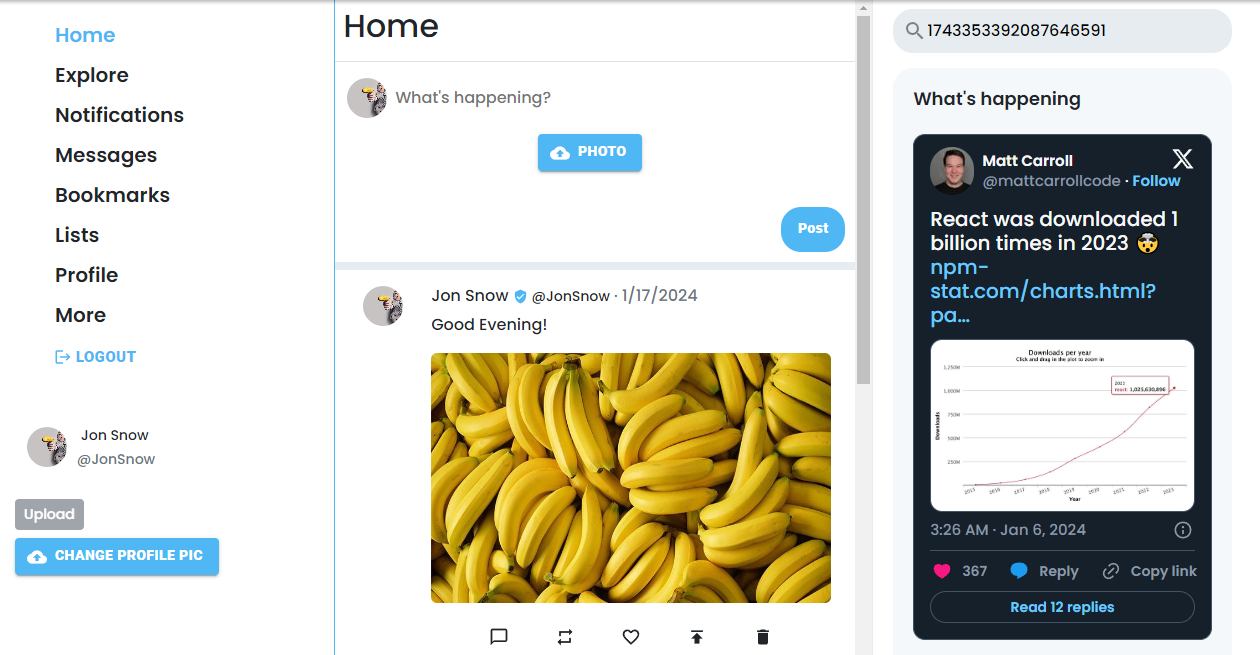 Home
Explore
Notifications
Messages
Bookmarks
Lists
Profile
More
LOGOUT
Jon Snow
@JonSnow
Upload
CHANGE PROFILE PIC
Home
What's happening?
PHOTO
Post
Jon Snow @JonSnow · 1/17/2024
Good Evening!
1743353392087646591
What's happening
Matt Carroll
@mattcarrollcode · Follow
React was downloaded 1
billion times in 2023 🤯
npm-
stat.com/charts.html?
pa…
Downloads per year
Click and drag in the plot to zoom in
1,250M
1,000M
750M
500M
250M
Downloads
2023
react: 1,025,630,896
2015 2016 2017 2018 2019 2020 2021 2022 2023
Year
3:26 AM · Jan 6, 2024
367 Reply Copy link
Read 12 replies